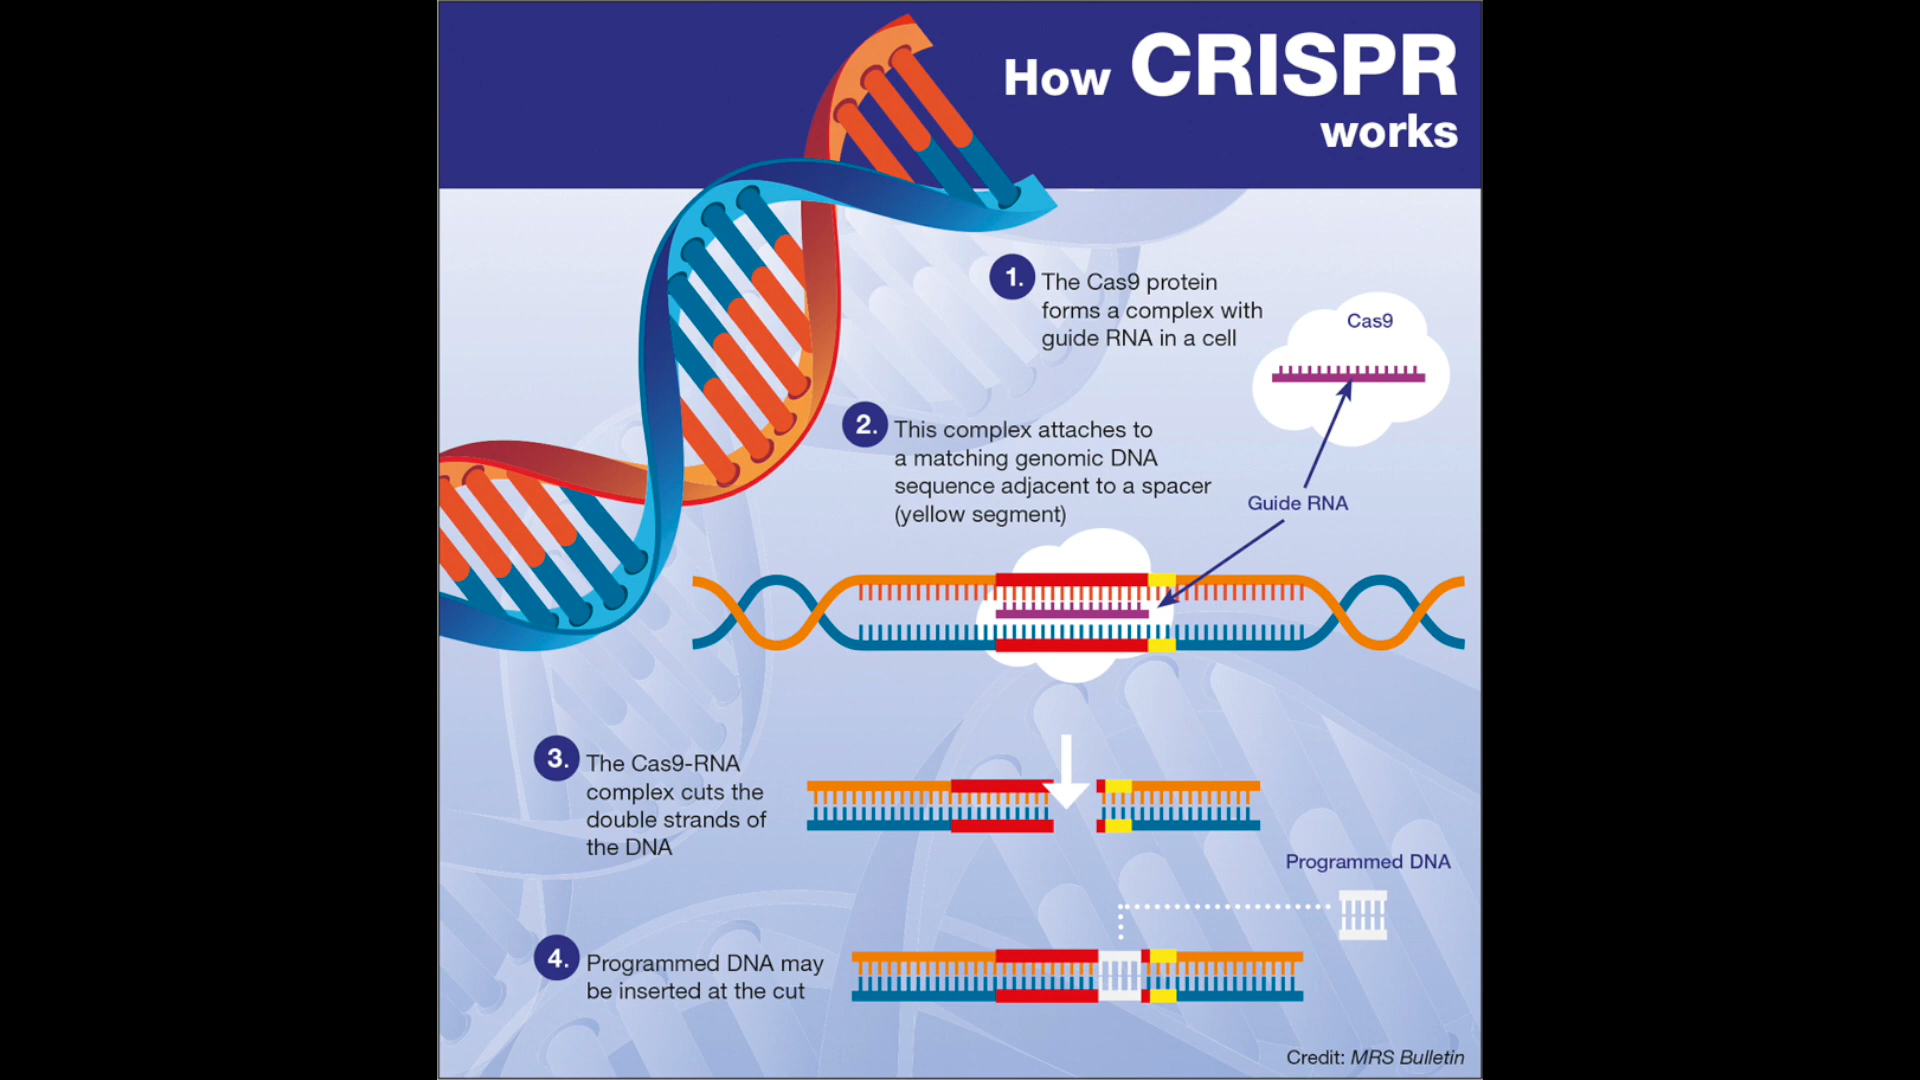 How CRISPR
works
1. The Cas9 protein
forms a complex with
guide RNA in a cell
Cas9
2. This complex attaches to
a matching genomic DNA
sequence adjacent to a spacer
(yellow segment)
Guide RNA
3. The Cas9-RNA
complex cuts the
double strands of
the DNA
Programmed DNA
4. Programmed DNA may
be inserted at the cut
Credit: MRS Bulletin